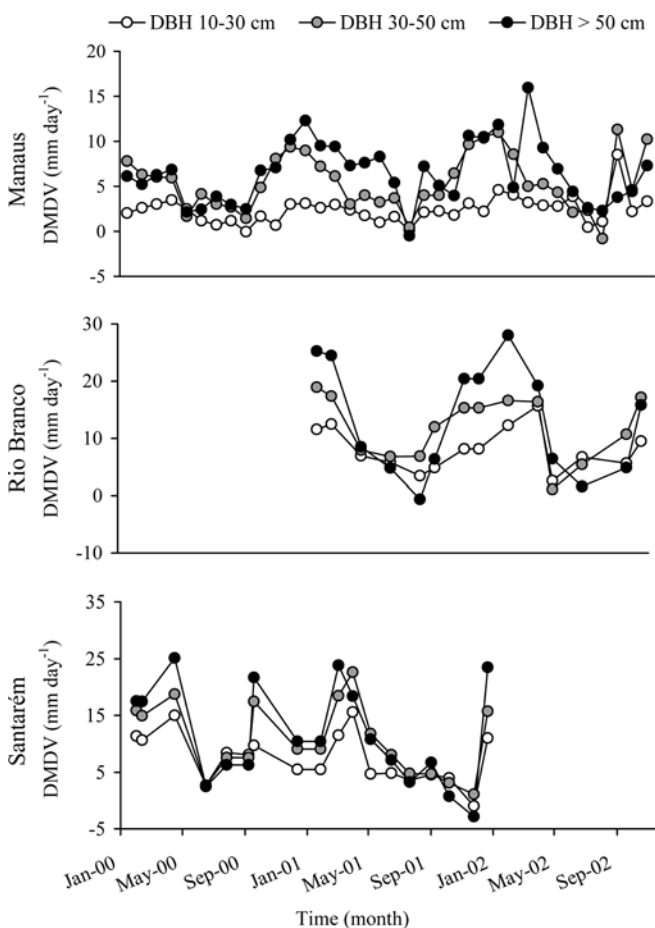 DBH 10-30 cm DBH 30-50 cm DBH > 50 cm
Manaus
DMDV (mm day-1)
20
15
10
5
0
-5
Rio Branco
DMDV (mm day-1)
30
20
10
0
-10
Santarém
DMDV (mm day-1)
35
25
15
5
-5
Jan-00 May-00 Sep-00 Jan-01 May-01 Sep-01 Jan-02 May-02 Sep-02
Time (month)